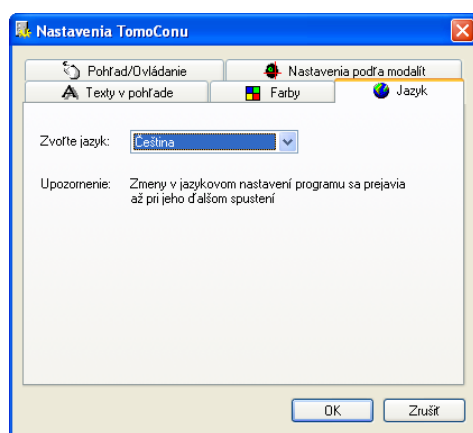 Nastavenia TomoConu
Pohľad/Ovládanie
Nastavenia podľa modalít
Texty v pohľade
Farby
Jazyk
Zvoľte jazyk:
Čeština
Upozornenie:
Zmeny v jazykovom nastavení programu sa prejavia
až pri jeho ďalšom spustení
OK
Zrušiť